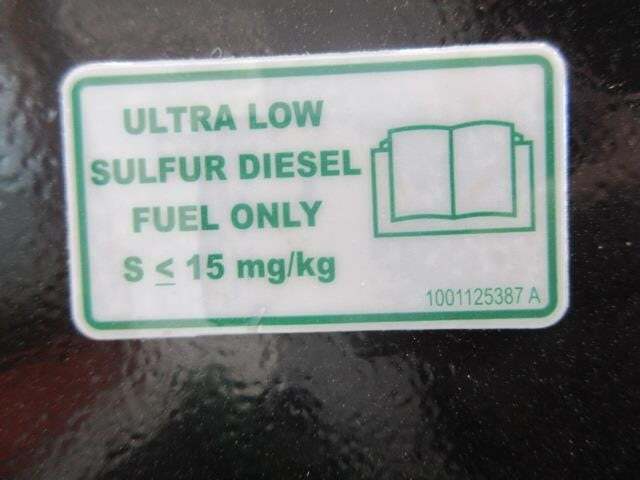 ULTRA LOW
SULFUR DIESEL
FUEL ONLY
S ≤ 15 mg/kg
1001125387 A